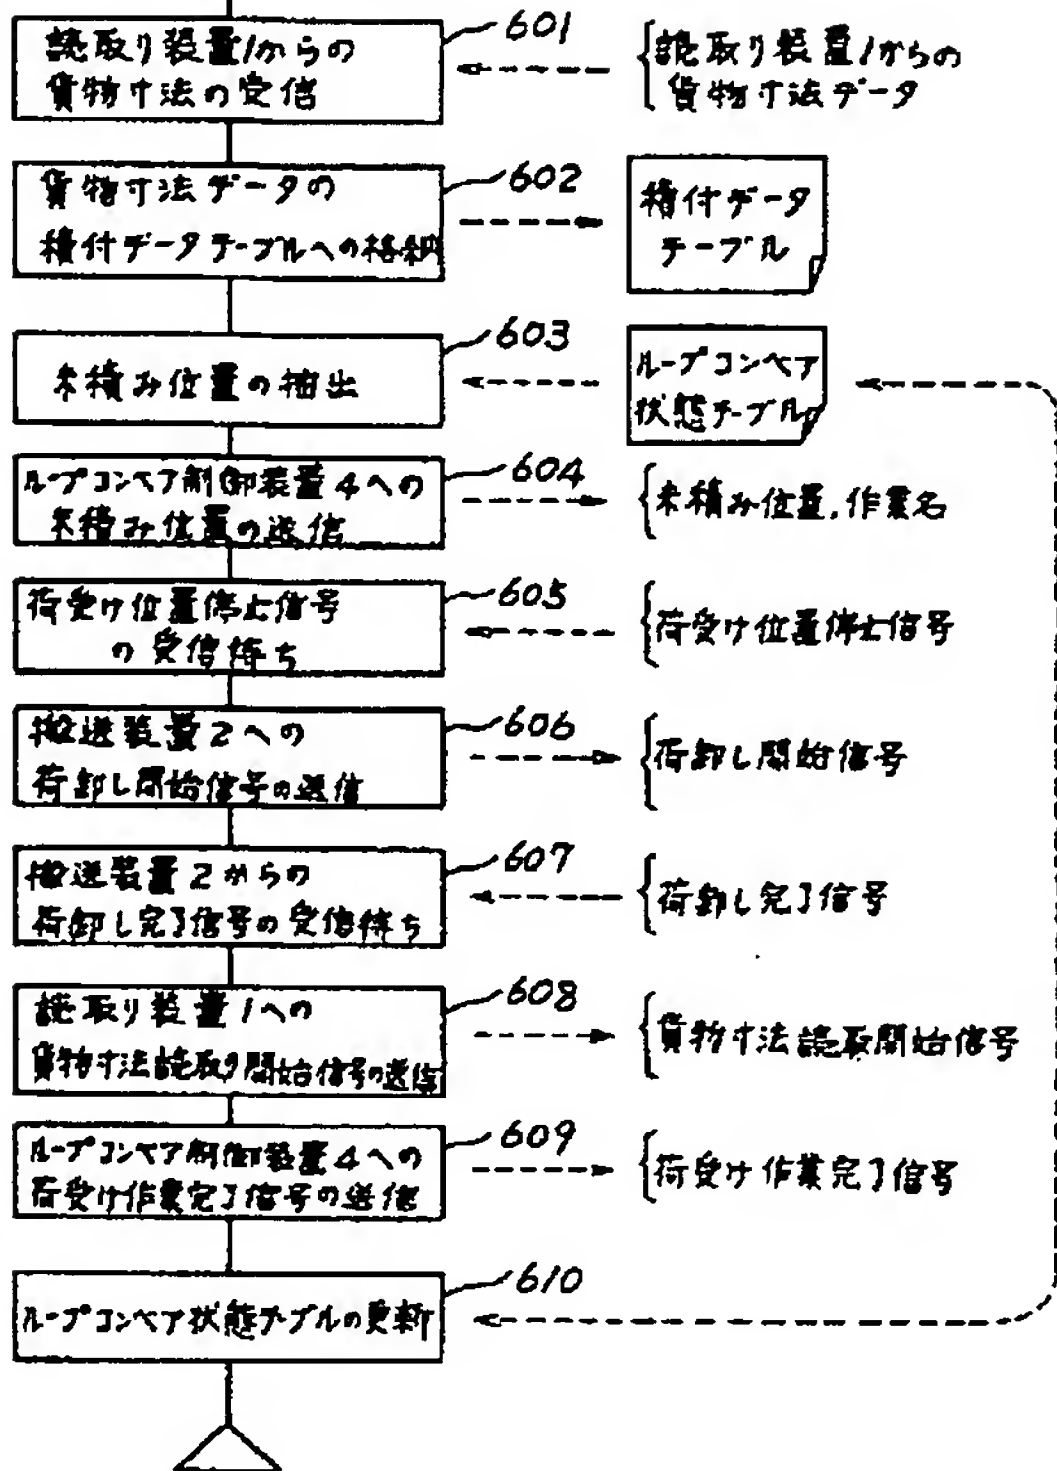 読取り装置1からの
貨物寸法の受信
601
読取り装置1からの
貨物寸法データ
貨物寸法データの
積付データテーブルへの格納
602
積付データ
テーブル
未積み位置の抽出
603
ループコンベア
状態テーブル
ループコンベア制御装置4への
未積み位置の送信
604
未積み位置,作業名
荷受け位置停止信号
の受信待ち
605
荷受け位置停止信号
搬送装置2への
荷卸し開始信号の送信
606
荷卸し開始信号
搬送装置2からの
荷卸し完了信号の受信待ち
607
荷卸し完了信号
読取り装置1への
貨物寸法読取り開始信号の送信
608
貨物寸法読取開始信号
ループコンベア制御装置4への
荷受け作業完了信号の送信
609
荷受け作業完了信号
ループコンベア状態テーブルの更新
610